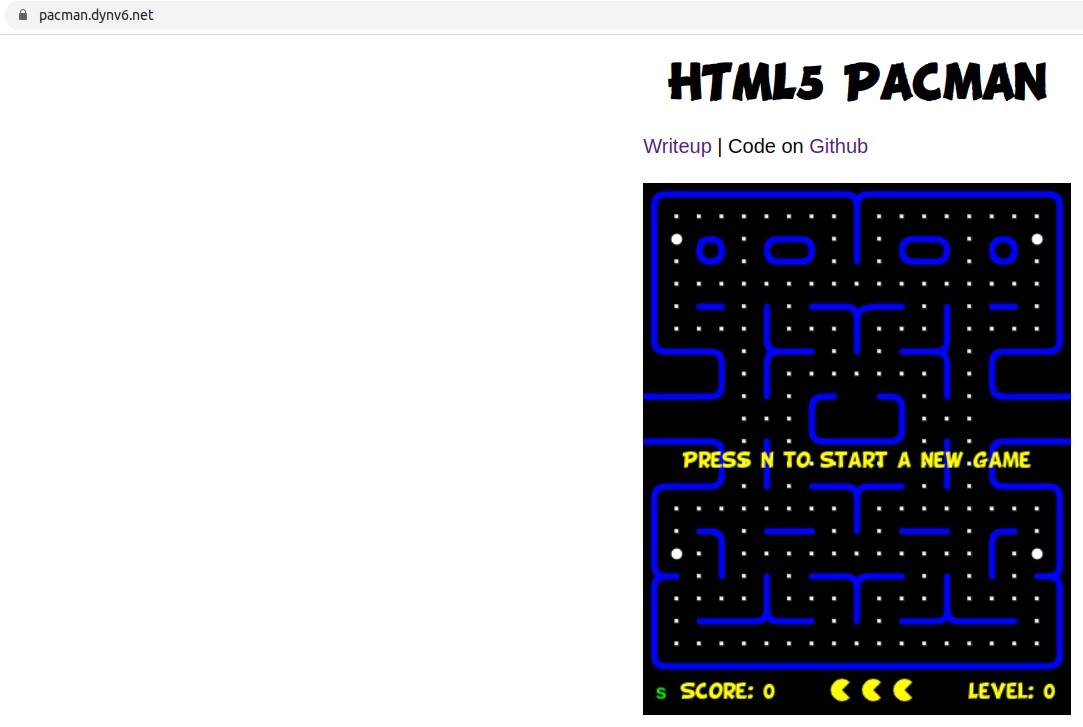 pacman.dynv6.net
HTML5 PACMAN
Writeup | Code on Github
PRESS N TO START A NEW GAME
S SCORE: 0 LEVEL: 0